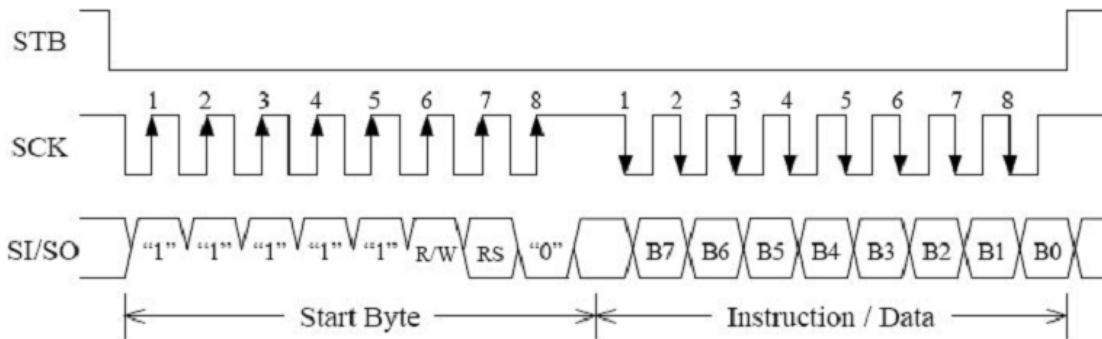 STB
1 2 3 4 5 6 7 8 1 2 3 4 5 6 7 8
SCK
SI/SO “1” “1” “1” “1” “1” R/W RS “0” B7 B6 B5 B4 B3 B2 B1 B0
Start Byte Instruction / Data